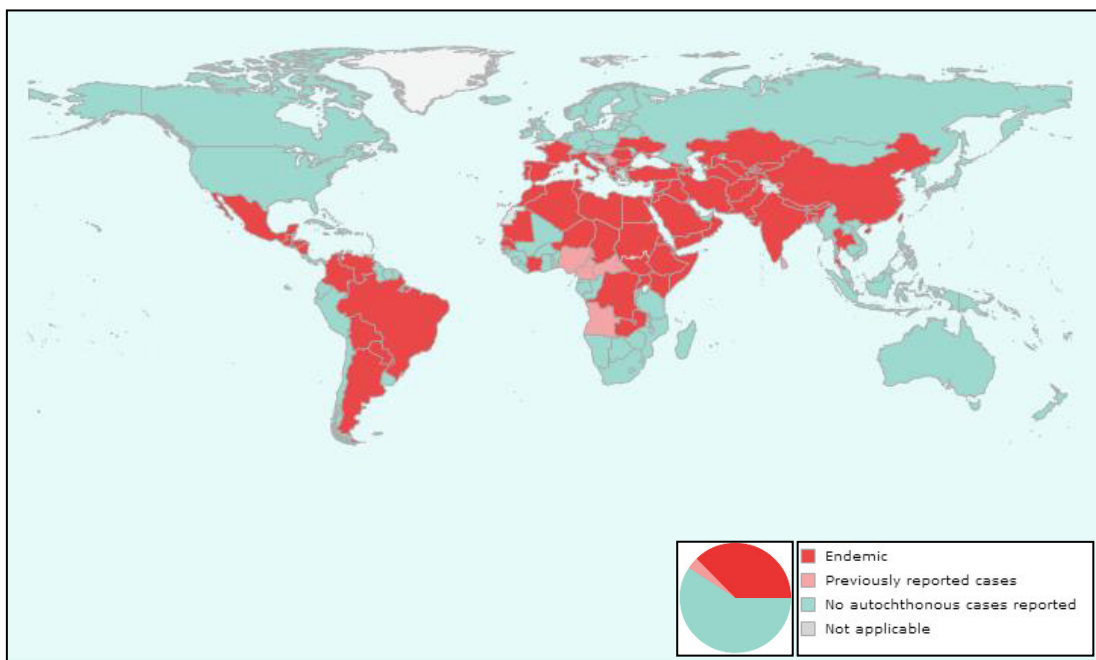 Endemic
Previously reported cases
No autochthonous cases reported
Not applicable